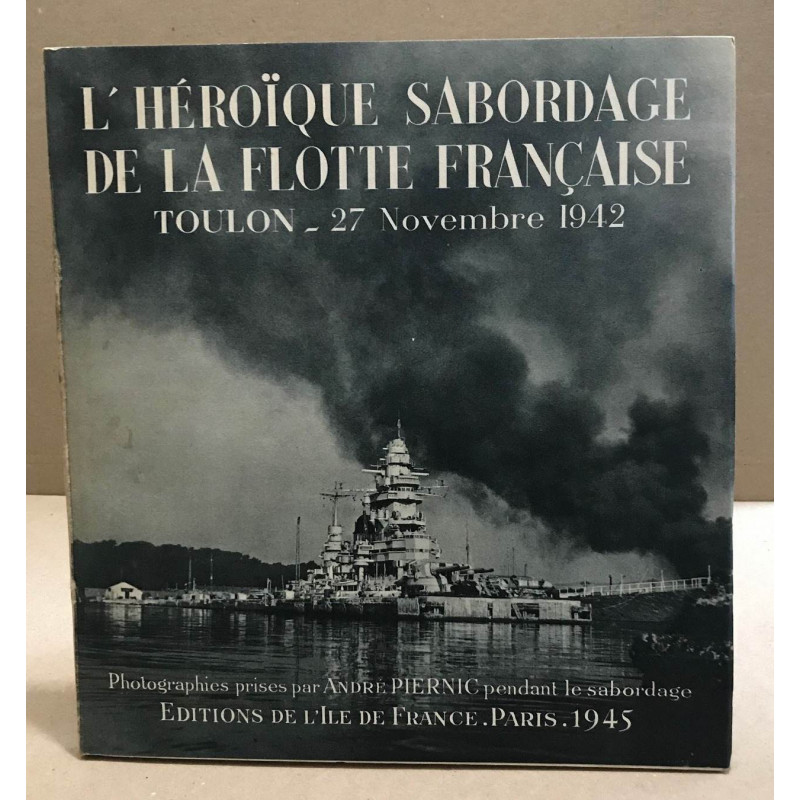 L'HÉROÏQUE SABORDAGE
DE LA FLOTTE FRANÇAISE
TOULON - 27 Novembre 1942
Photographies prises par ANDRÉ PIERNIC pendant le sabordage
EDITIONS DE L'ILE DE FRANCE.PARIS.1945